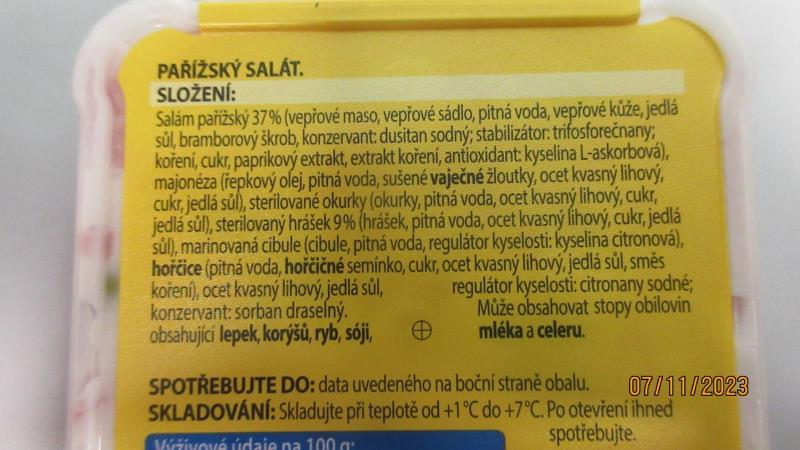 PAŘÍŽSKÝ SALÁT.
SLOŽENÍ:
Salám pařížský 37% (vepřové maso, vepřové sádlo, pitná voda, vepřové kůže, jedlá
sůl, bramborový škrob, konzervant: dusitan sodný; stabilizátor: trifosforečnany;
koření, cukr, paprikový extrakt, extrakt koření, antioxidant: kyselina L-askorbová),
majonéza (řepkový olej, pitná voda, sušené vaječné žloutky, ocet kvasný lihový,
cukr, jedlá sůl), sterilované okurky (okurky, pitná voda, ocet kvasný lihový, cukr,
jedlá sůl), sterilovaný hrášek 9% (hrášek, pitná voda, ocet kvasný lihový, cukr, jedlá
sůl), marinovaná cibule (cibule, pitná voda, regulátor kyselosti: kyselina citronová),
hořčice (pitná voda, hořčičné semínko, cukr, ocet kvasný lihový, jedlá sůl, směs
koření), ocet kvasný lihový, jedlá sůl, regulátor kyselosti: citronany sodné;
konzervant: sorban draselný. Může obsahovat stopy obilovin
obsahující lepek, korýšů, ryb, sóji, mléka a celeru.
SPOTŘEBUJTE DO: data uvedeného na boční straně obalu.
SKLADOVÁNÍ: Skladujte při teplotě od +1°C do +7°C. Po otevření ihned
spotřebujte.
Výživové údaje na 100 g:
07/11/2023